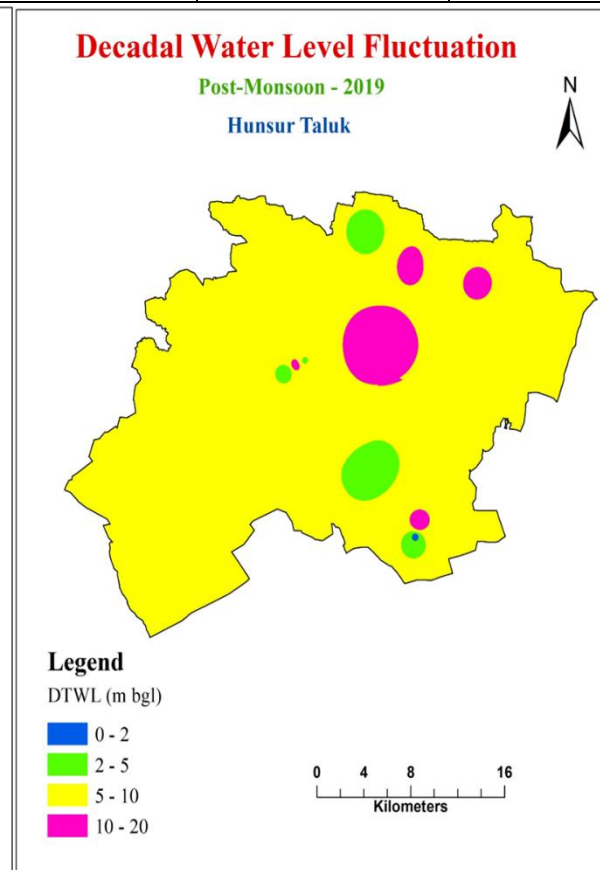 Decadal Water Level Fluctuation
Post-Monsoon - 2019
Hunsur Taluk
N
Legend
DTWL (m bgl)
0 - 2
2 - 5
5 - 10
10 - 20
0 4 8 16
Kilometers